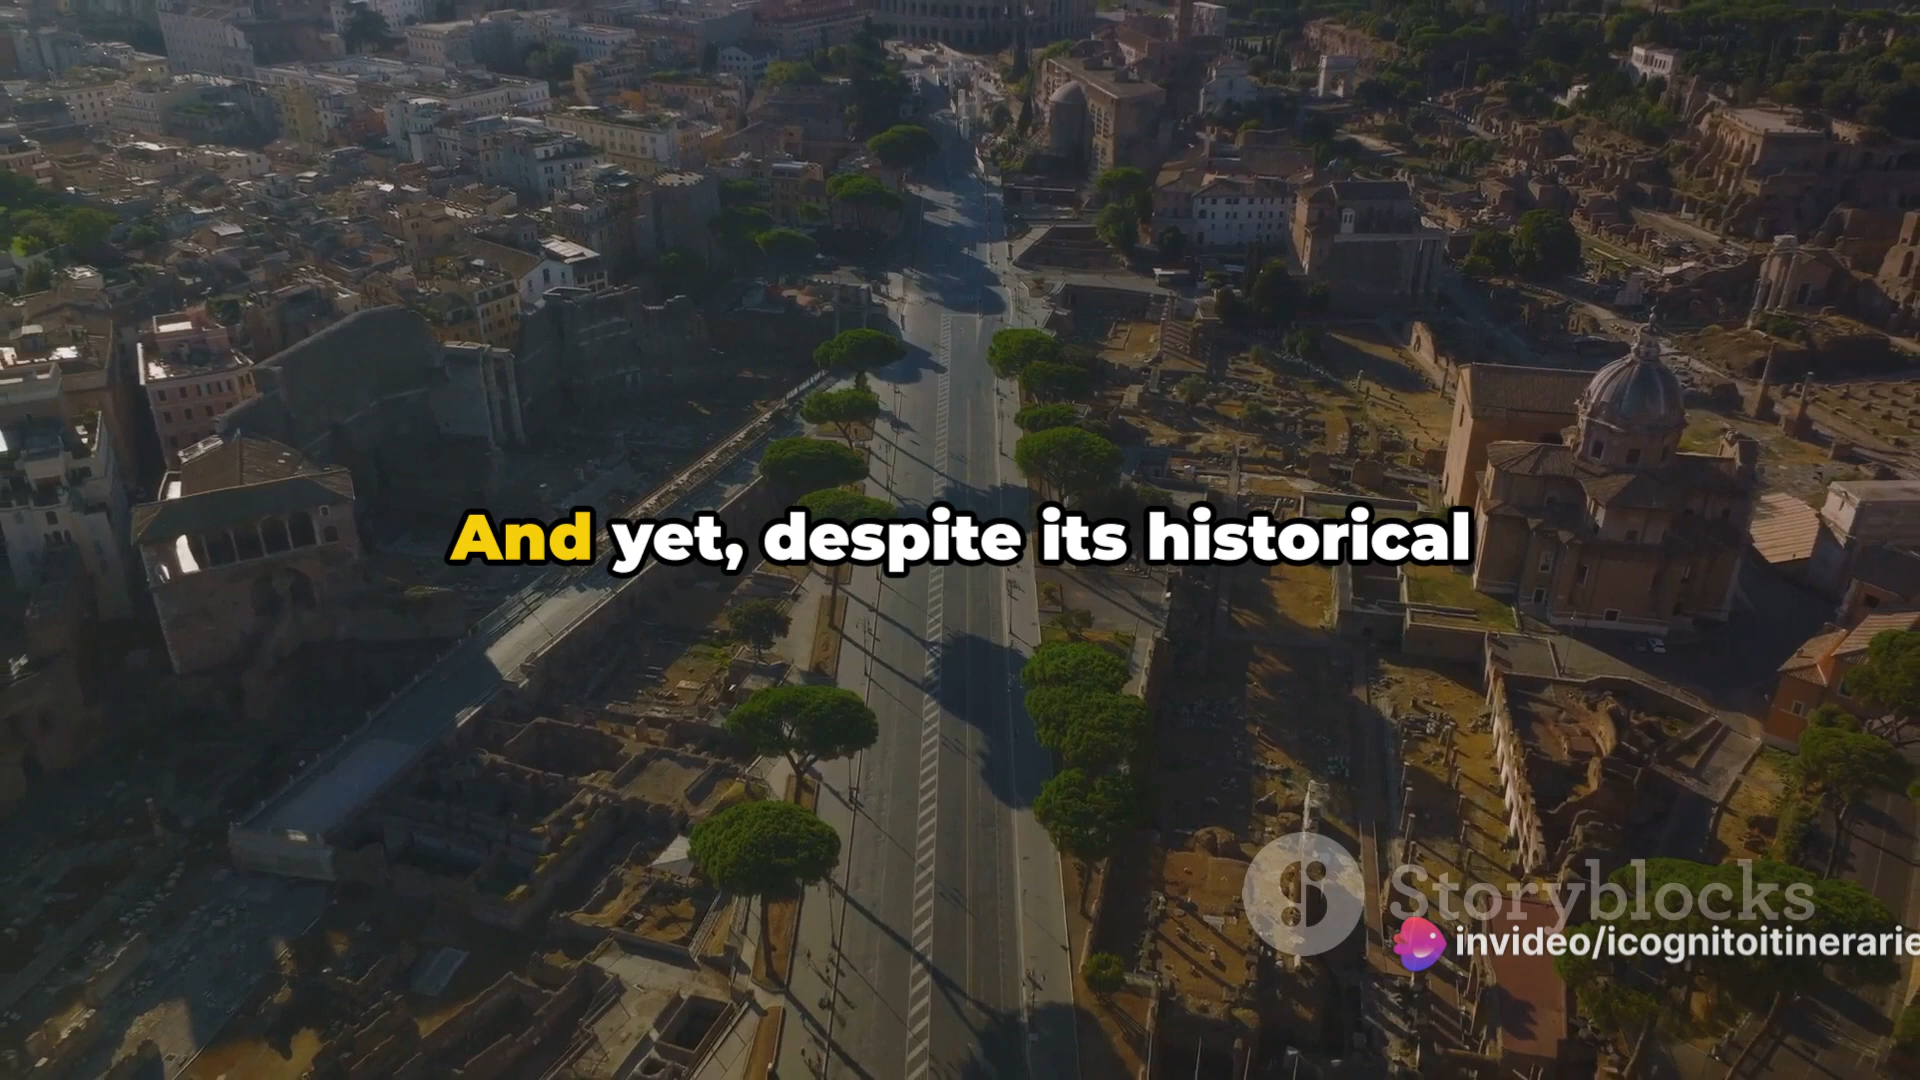 And yet, despite its historical
Storyblocks
invideo/icognitoitinerarie